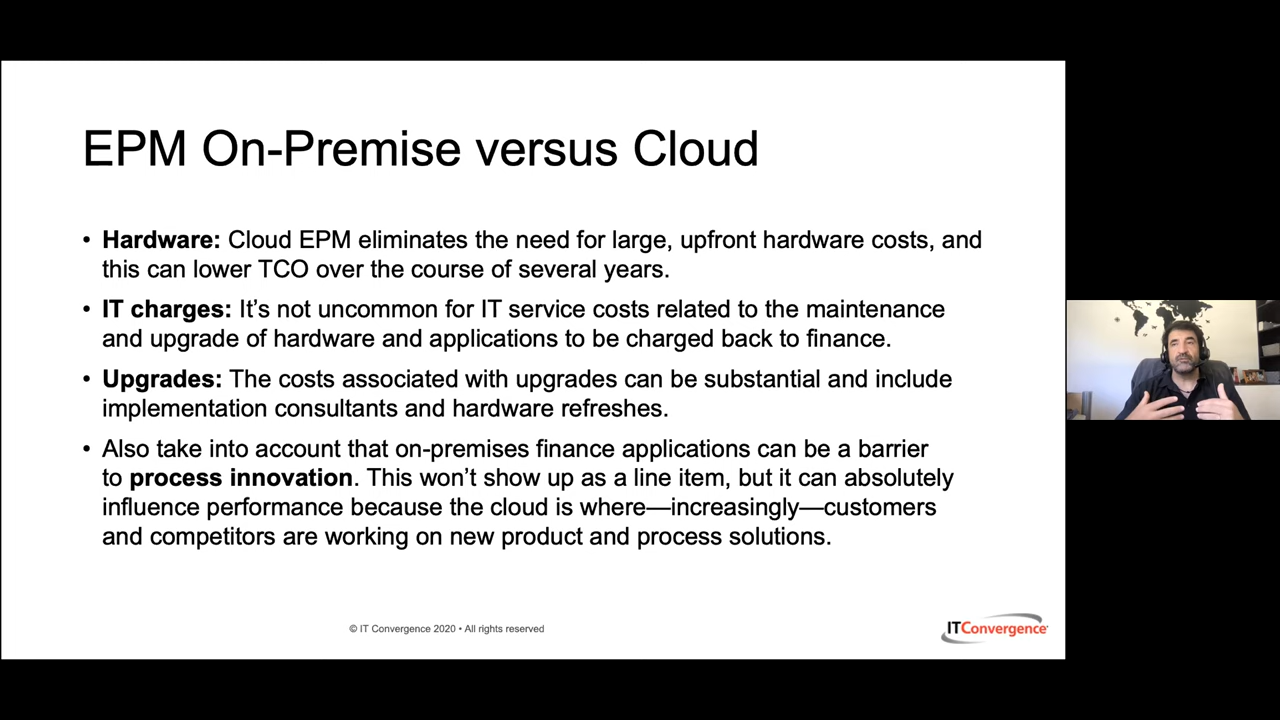 EPM On-Premise versus Cloud
• Hardware: Cloud EPM eliminates the need for large, upfront hardware costs, and
this can lower TCO over the course of several years.
• IT charges: It’s not uncommon for IT service costs related to the maintenance
and upgrade of hardware and applications to be charged back to finance.
• Upgrades: The costs associated with upgrades can be substantial and include
implementation consultants and hardware refreshes.
• Also take into account that on-premises finance applications can be a barrier
to process innovation. This won’t show up as a line item, but it can absolutely
influence performance because the cloud is where—increasingly—customers
and competitors are working on new product and process solutions.
© IT Convergence 2020 • All rights reserved
ITConvergence